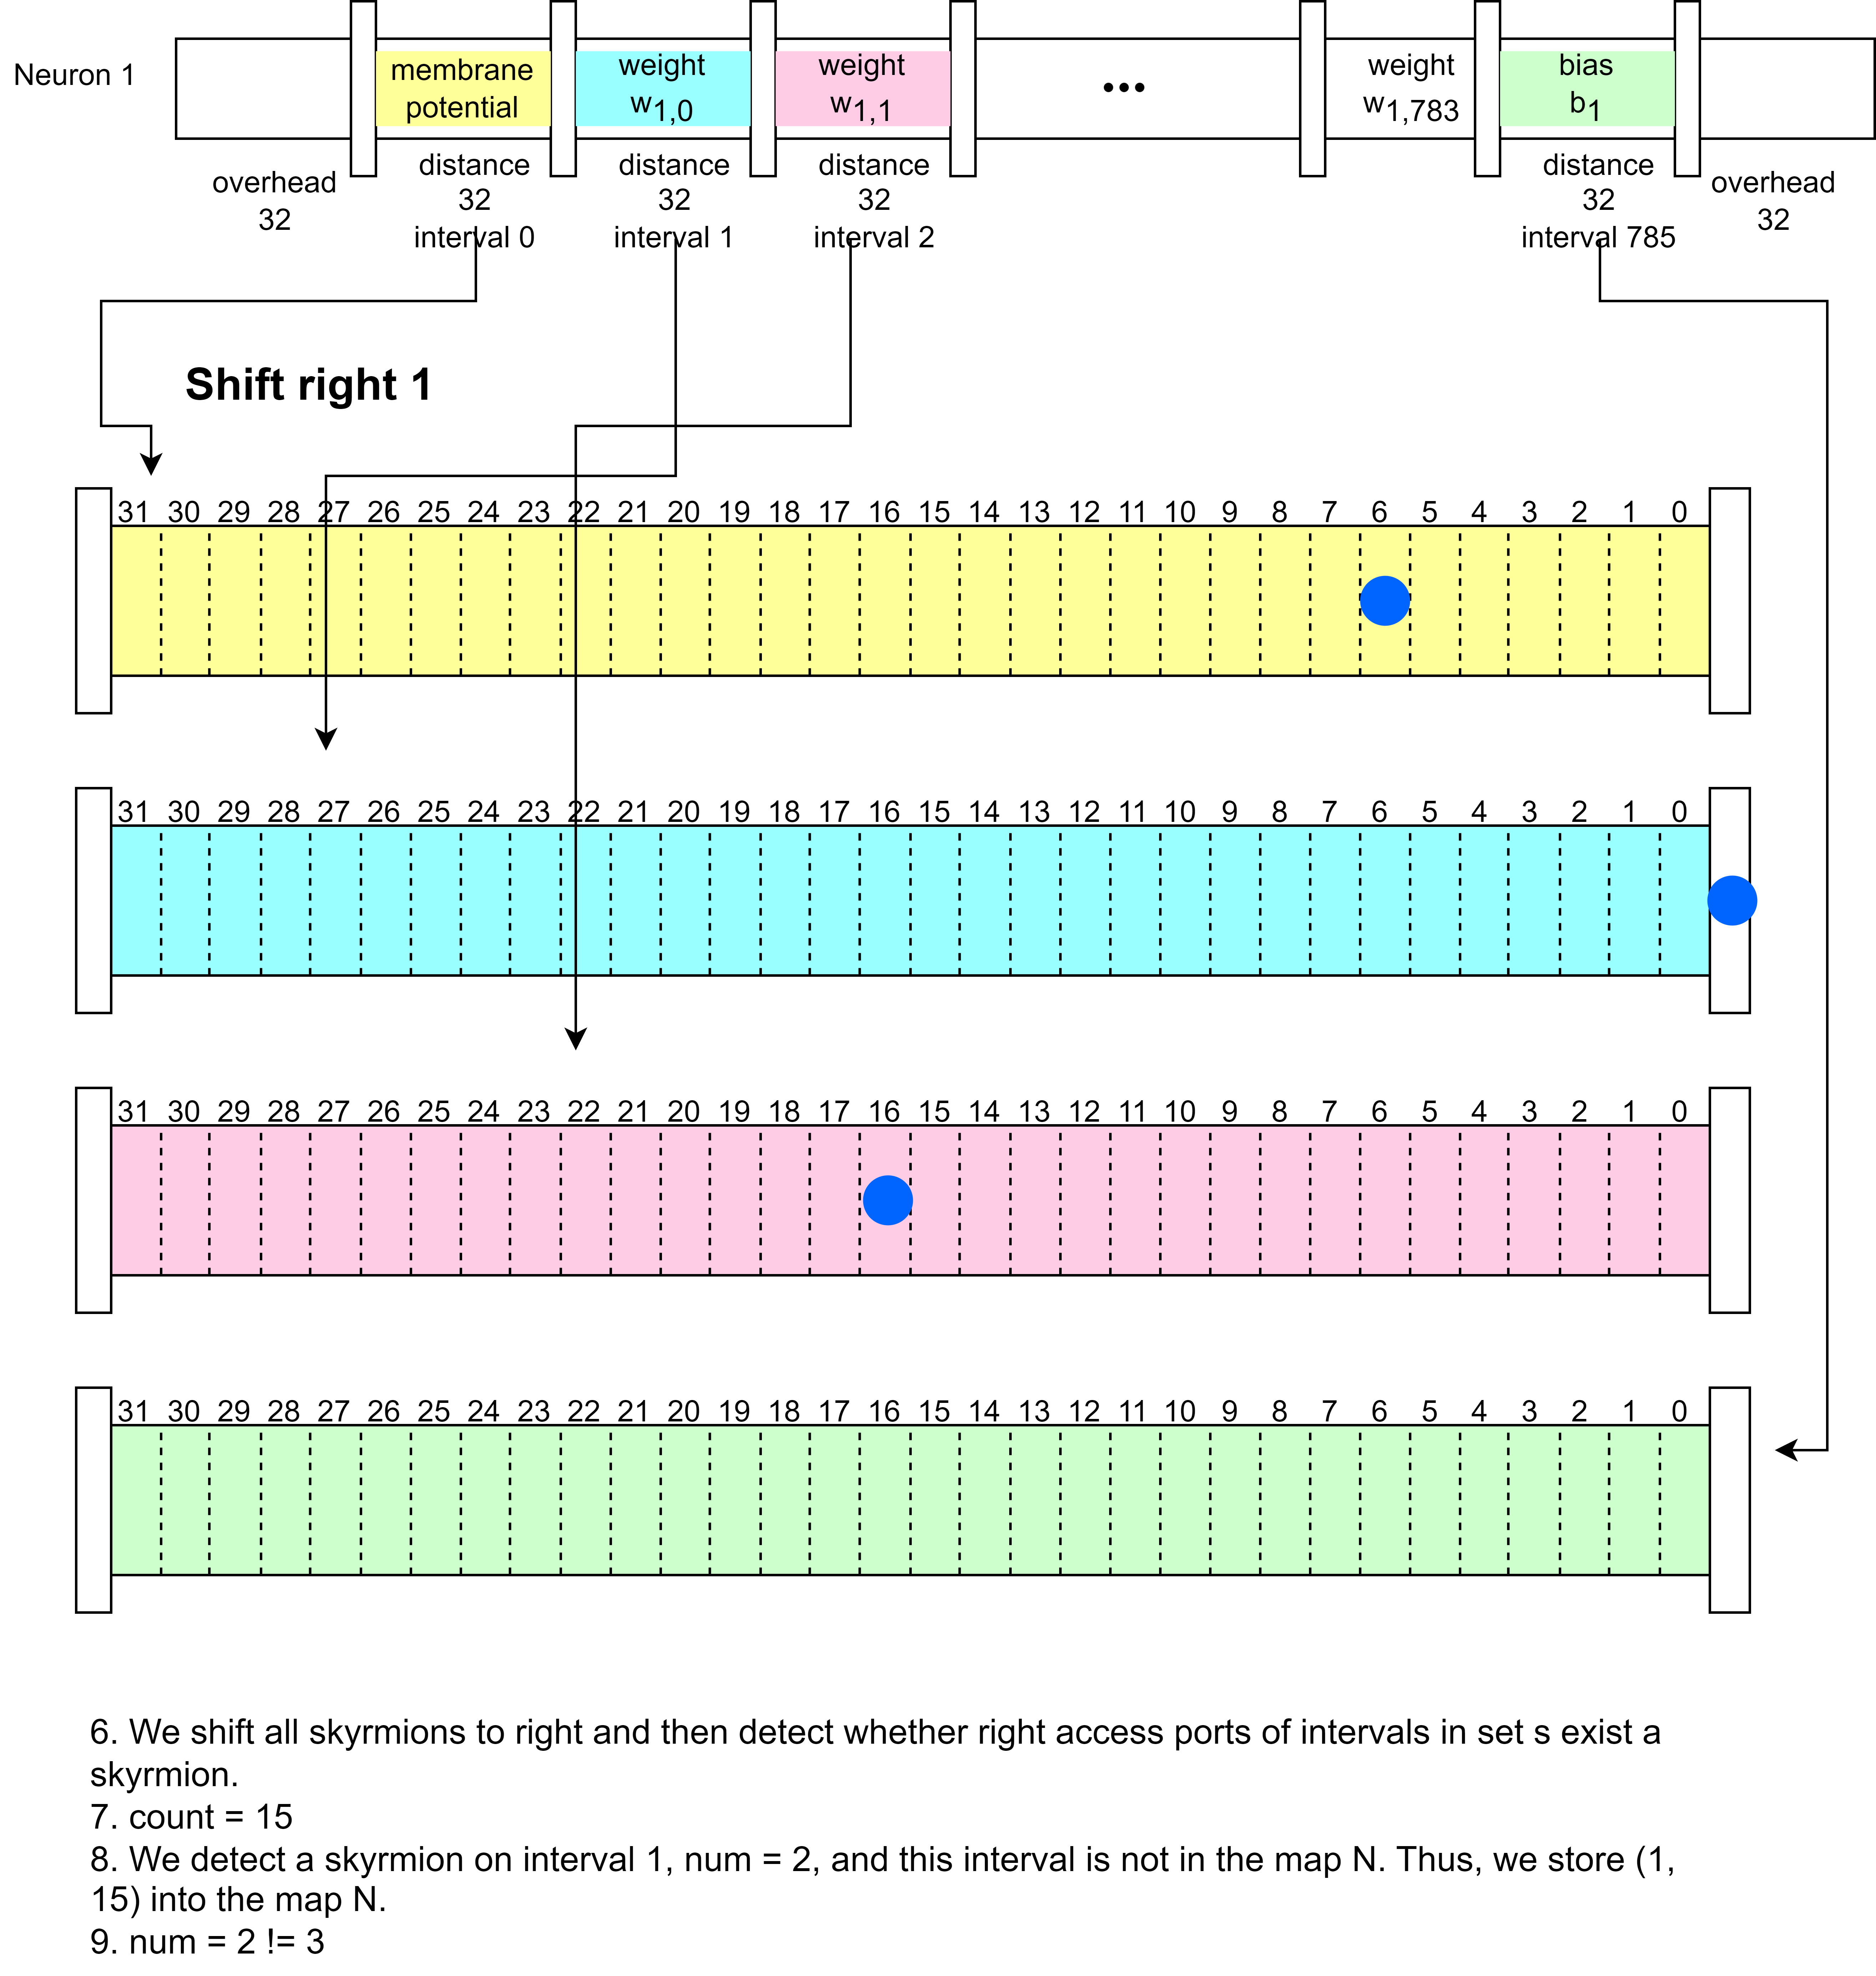 Neuron 1
membrane
potential
weight
w1,0
weight
w1,1
...
weight
w1,783
bias
b1
overhead
32
distance
32
interval 0
distance
32
interval 1
distance
32
interval 2
distance
32
interval 785
overhead
32
Shift right 1
31 30 29 28 27 26 25 24 23 22 21 20 19 18 17 16 15 14 13 12 11 10 9 8 7 6 5 4 3 2 1 0
31 30 29 28 27 26 25 24 23 22 21 20 19 18 17 16 15 14 13 12 11 10 9 8 7 6 5 4 3 2 1 0
31 30 29 28 27 26 25 24 23 22 21 20 19 18 17 16 15 14 13 12 11 10 9 8 7 6 5 4 3 2 1 0
31 30 29 28 27 26 25 24 23 22 21 20 19 18 17 16 15 14 13 12 11 10 9 8 7 6 5 4 3 2 1 0
6. We shift all skyrmions to right and then detect whether right access ports of intervals in set s exist a
skyrmion.
7. count = 15
8. We detect a skyrmion on interval 1, num = 2, and this interval is not in the map N. Thus, we store (1,
15) into the map N.
9. num = 2 != 3